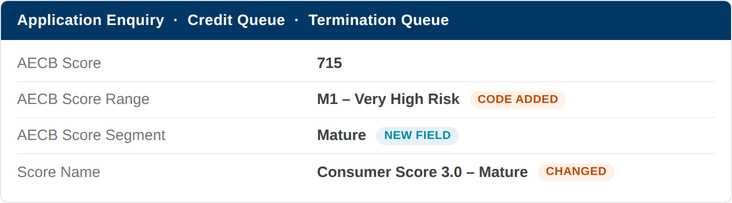 Application Enquiry · Credit Queue · Termination Queue
AECB Score 715
AECB Score Range M1 – Very High Risk CODE ADDED
AECB Score Segment Mature NEW FIELD
Score Name Consumer Score 3.0 – Mature CHANGED